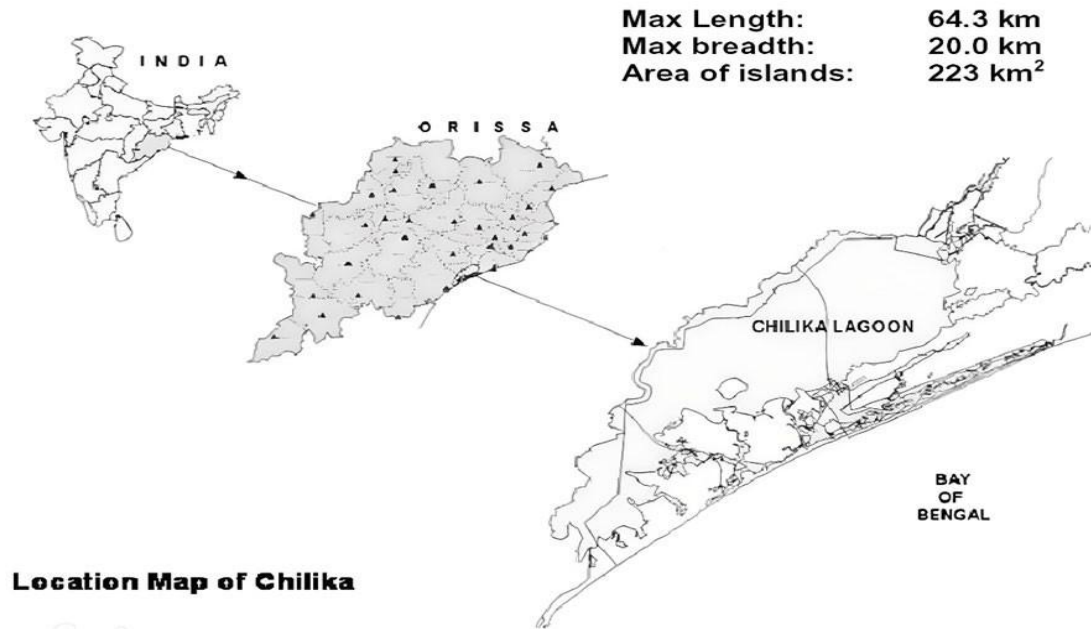 Max Length: 64.3 km
Max breadth: 20.0 km
Area of islands: 223 km²
INDIA
ORISSA
CHILIKA LAGOON
BAY
OF
BENGAL
Location Map of Chilika